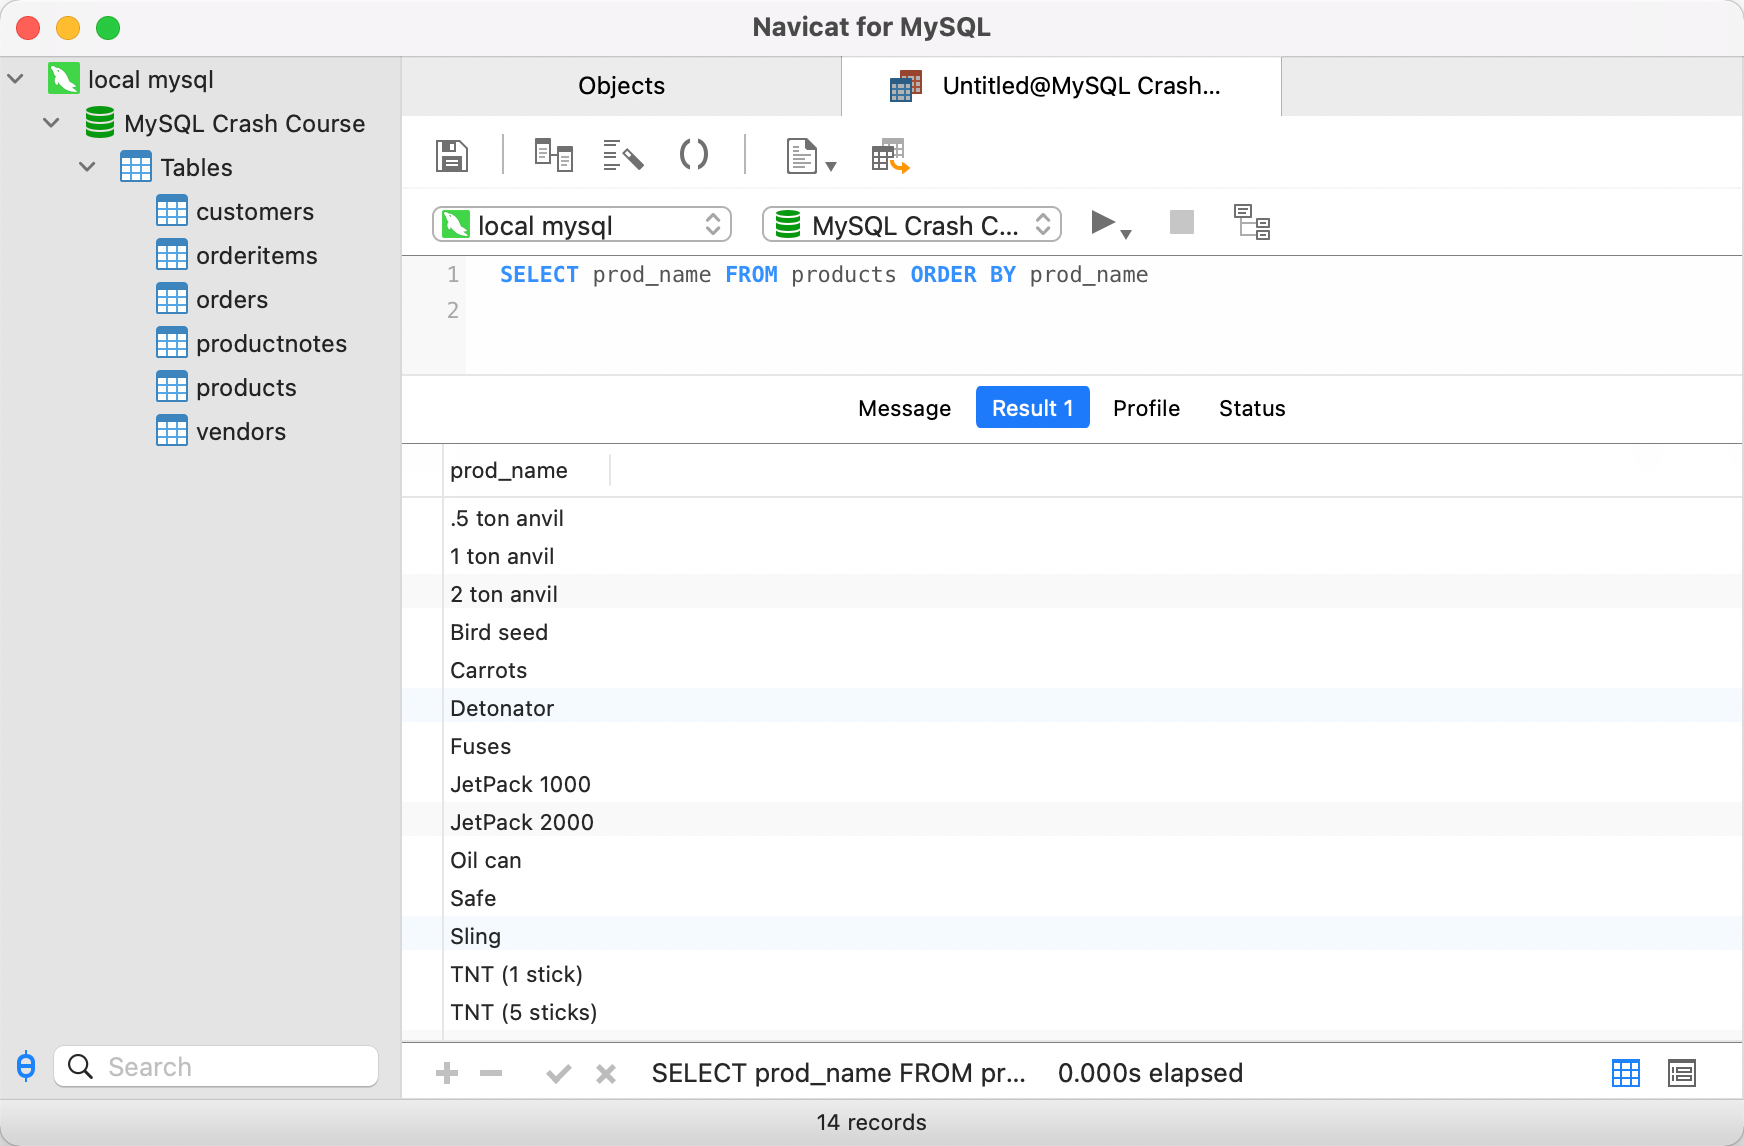 Navicat for MySQL
local mysql
MySQL Crash Course
Tables
customers
orderitems
orders
productnotes
products
vendors
Search
Objects
Untitled@MySQL Crash...
local mysql
MySQL Crash C...
1 SELECT prod_name FROM products ORDER BY prod_name
2
Message Result 1 Profile Status
prod_name
.5 ton anvil
1 ton anvil
2 ton anvil
Bird seed
Carrots
Detonator
Fuses
JetPack 1000
JetPack 2000
Oil can
Safe
Sling
TNT (1 stick)
TNT (5 sticks)
SELECT prod_name FROM pr... 0.000s elapsed
14 records